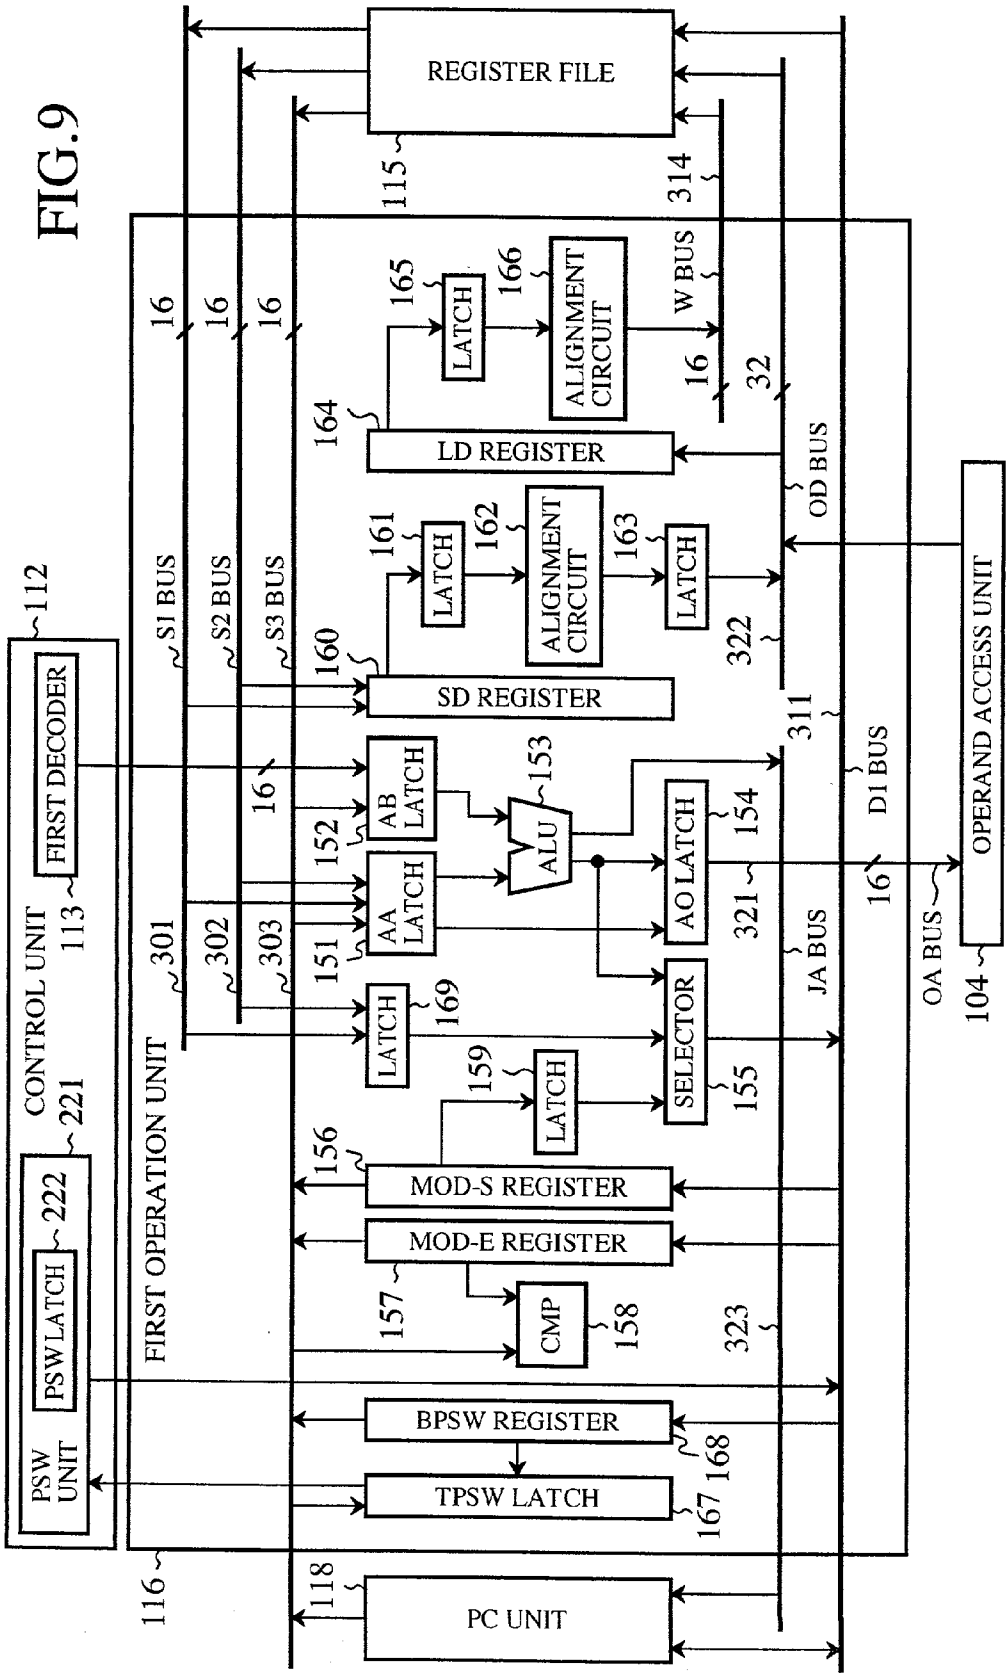 FIG.9
112
CONTROL UNIT
FIRST DECODER
113
221
PSW UNIT
PSW LATCH
222
116
FIRST OPERATION UNIT
301
302
303
S1 BUS
S2 BUS
S3 BUS
16
16
16
16
118
PC UNIT
TPSW LATCH
167
BPSW REGISTER
168
CMP
158
157
MOD-E REGISTER
156
MOD-S REGISTER
159
LATCH
LATCH
169
SELECTOR
155
151
AA LATCH
152
AB LATCH
ALU
153
AO LATCH
154
160
SD REGISTER
161
LATCH
162
ALIGNMENT CIRCUIT
163
LATCH
164
LD REGISTER
165
LATCH
166
ALIGNMENT CIRCUIT
W BUS
16
314
115
REGISTER FILE
32
OD BUS
322
311
D1 BUS
321
323
JA BUS
16
OA BUS
104
OPERAND ACCESS UNIT